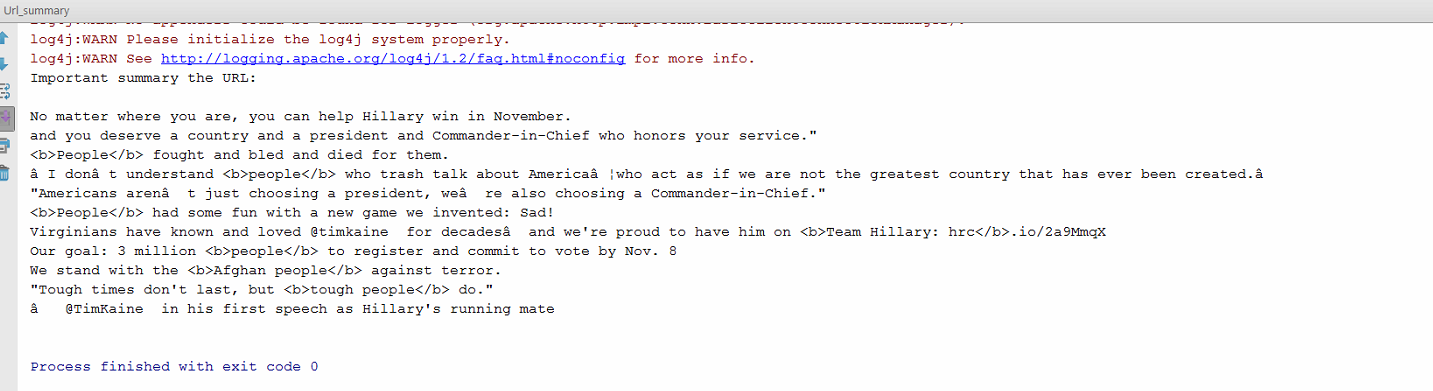 Url_summary
log4j:WARN Please initialize the log4j system properly.
log4j:WARN See http://logging.apache.org/log4j/1.2/faq.html#noconfig for more info.
Important summary the URL:
No matter where you are, you can help Hillary win in November.
and you deserve a country and a president and Commander-in-Chief who honors your service."
<b>People</b> fought and bled and died for them.
â I donâ t understand <b>people</b> who trash talk about Americaâ ¦who act as if we are not the greatest country that has ever been created.â
"Americans arenâ  t just choosing a president, weâ  re also choosing a Commander-in-Chief."
<b>People</b> had some fun with a new game we invented: Sad!
Virginians have known and loved @timkaine  for decadesâ  and we're proud to have him on <b>Team Hillary: hrc</b>.io/2a9MmqX
Our goal: 3 million <b>people</b> to register and commit to vote by Nov. 8
We stand with the <b>Afghan people</b> against terror.
"Tough times don't last, but <b>tough people</b> do."
â   @TimKaine  in his first speech as Hillary's running mate
Process finished with exit code 0